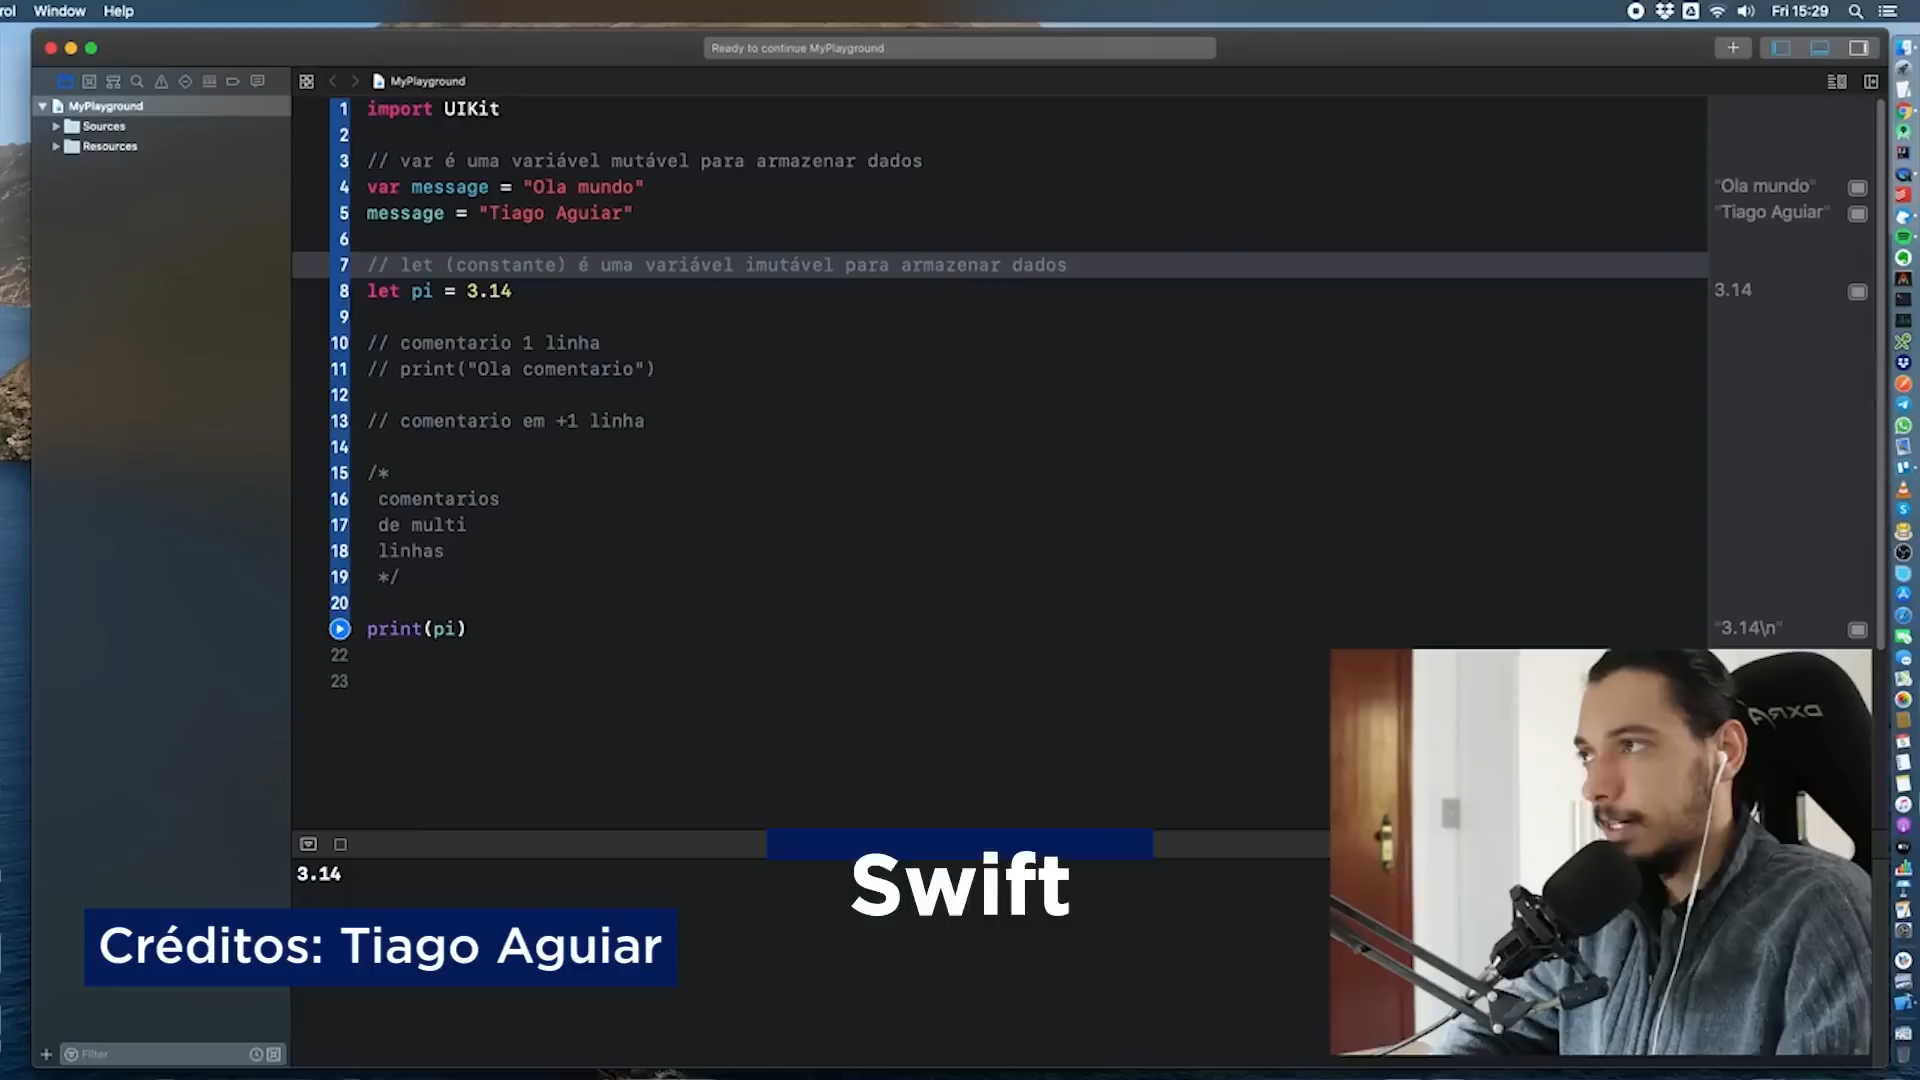 rol Window Help Fri 15:29
Ready to continue MyPlayground
MyPlayground
MyPlayground
Sources
Resources
1 import UIKit
2
3 // var é uma variável mutável para armazenar dados
4 var message = "Ola mundo"
"Ola mundo"
5 message = "Tiago Aguiar"
"Tiago Aguiar"
6
7 // let (constante) é uma variável imutável para armazenar dados
8 let pi = 3.14
3.14
9
10 // comentario 1 linha
11 // print("Ola comentario")
12
13 // comentario em +1 linha
14
15 /*
16 comentarios
17 de multi
18 linhas
19 */
20
print(pi)
"3.14\n"
22
23
DXRA
3.14
Swift
Créditos: Tiago Aguiar
Filter